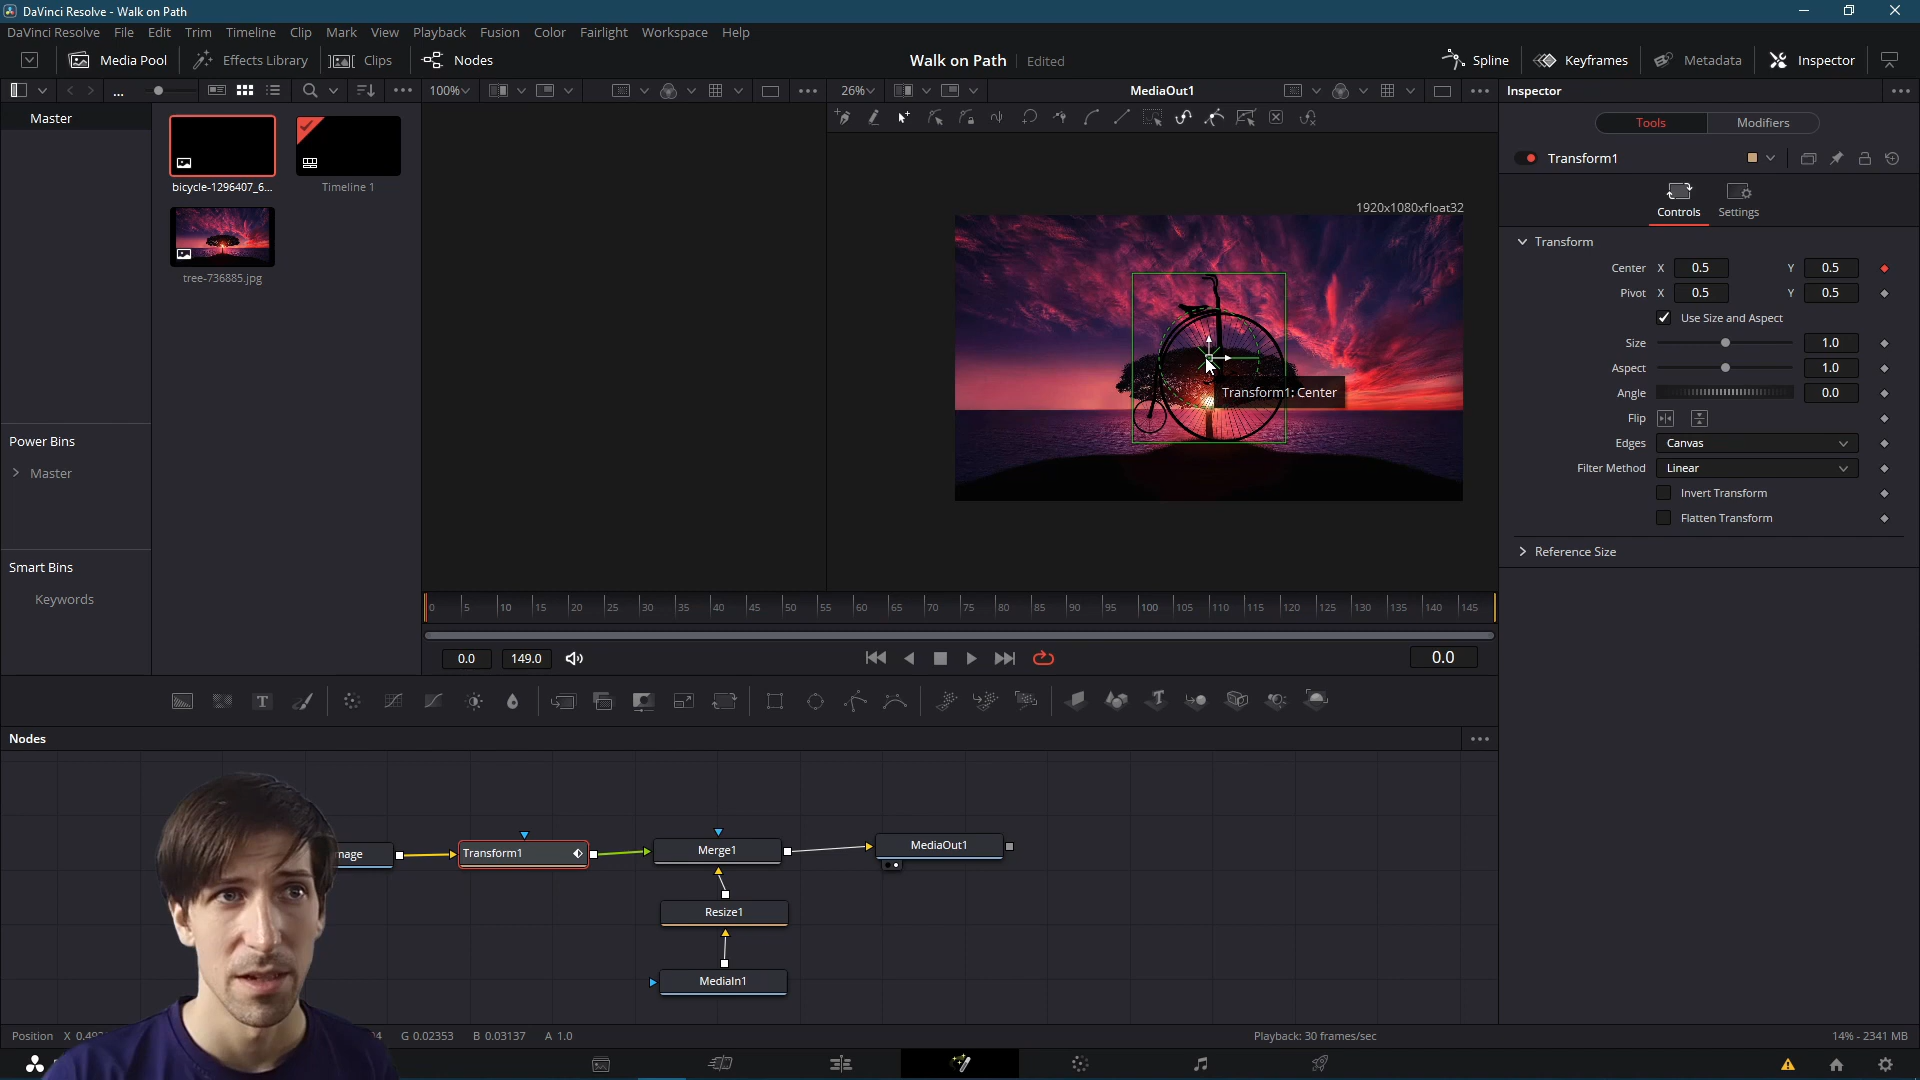 DaVinci Resolve - Walk on Path
DaVinci Resolve File Edit Trim Timeline Clip Mark View Playback Fusion Color Fairlight Workspace Help
Media Pool Effects Library Clips Nodes Walk on Path Edited Spline Keyframes Metadata Inspector
... 100% 26% MediaOut1 Inspector
Master
Tools Modifiers
Transform1
bicycle-1296407_6...
Timeline 1
tree-736885.jpg
1920x1080xfloat32
Transform1: Center
Controls Settings
Transform
Center X 0.5 Y 0.5
Pivot X 0.5 Y 0.5
Use Size and Aspect
Size 1.0
Aspect 1.0
Angle 0.0
Flip
Edges Canvas
Filter Method Linear
Invert Transform
Flatten Transform
Reference Size
Power Bins
Master
Smart Bins
Keywords
0 5 10 15 20 25 30 35 40 45 50 55 60 65 70 75 80 85 90 95 100 105 110 115 120 125 130 135 140 145
0.0 149.0 0.0
T T
Nodes
mage Transform1 Merge1 MediaOut1
Resize1
MediaIn1
Position X 0.49 G 0.02353 B 0.03137 A 1.0 Playback: 30 frames/sec 14% - 2341 MB